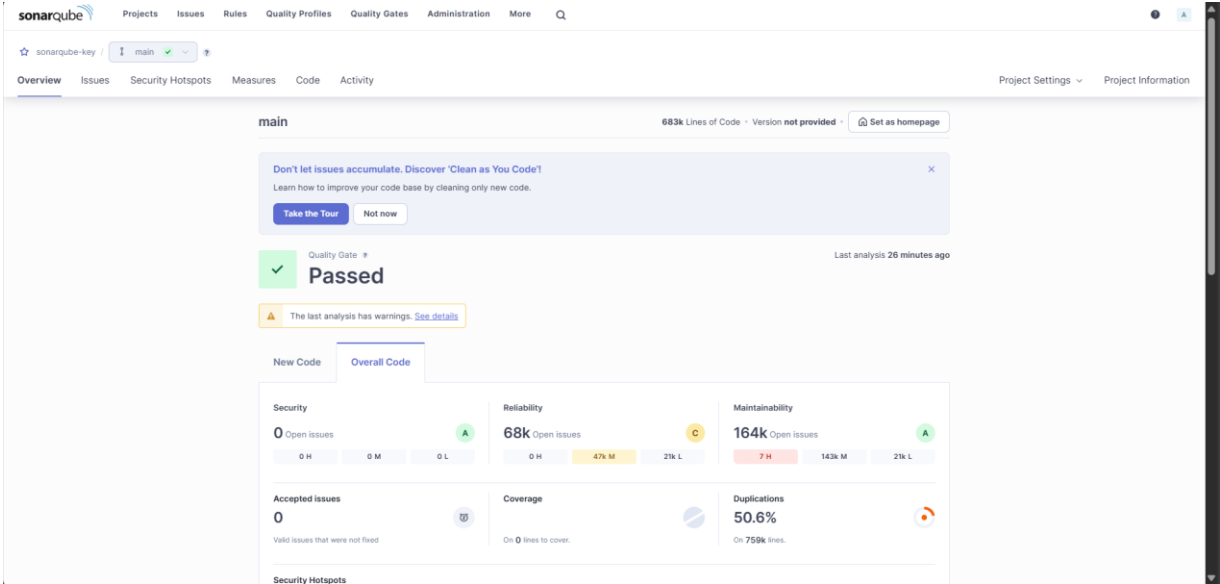 sonarqube Projects Issues Rules Quality Profiles Quality Gates Administration More ? A
sonarqube-key / main ?
Overview Issues Security Hotspots Measures Code Activity Project Settings Project Information
main 683k Lines of Code • Version not provided • Set as homepage
Don't let issues accumulate. Discover 'Clean as You Code'!
Learn how to improve your code base by cleaning only new code.
Take the Tour Not now
Quality Gate ? Last analysis 26 minutes ago
Passed
The last analysis has warnings. See details
New Code Overall Code
Security Reliability Maintainability
0 Open issues A 68k Open issues C 164k Open issues A
0 H 0 M 0 L 0 H 47k M 21k L 7 H 143k M 21k L
Accepted issues Coverage Duplications
0 50.6%
Valid issues that were not fixed On 0 lines to cover. On 759k lines.
Security Hotspots